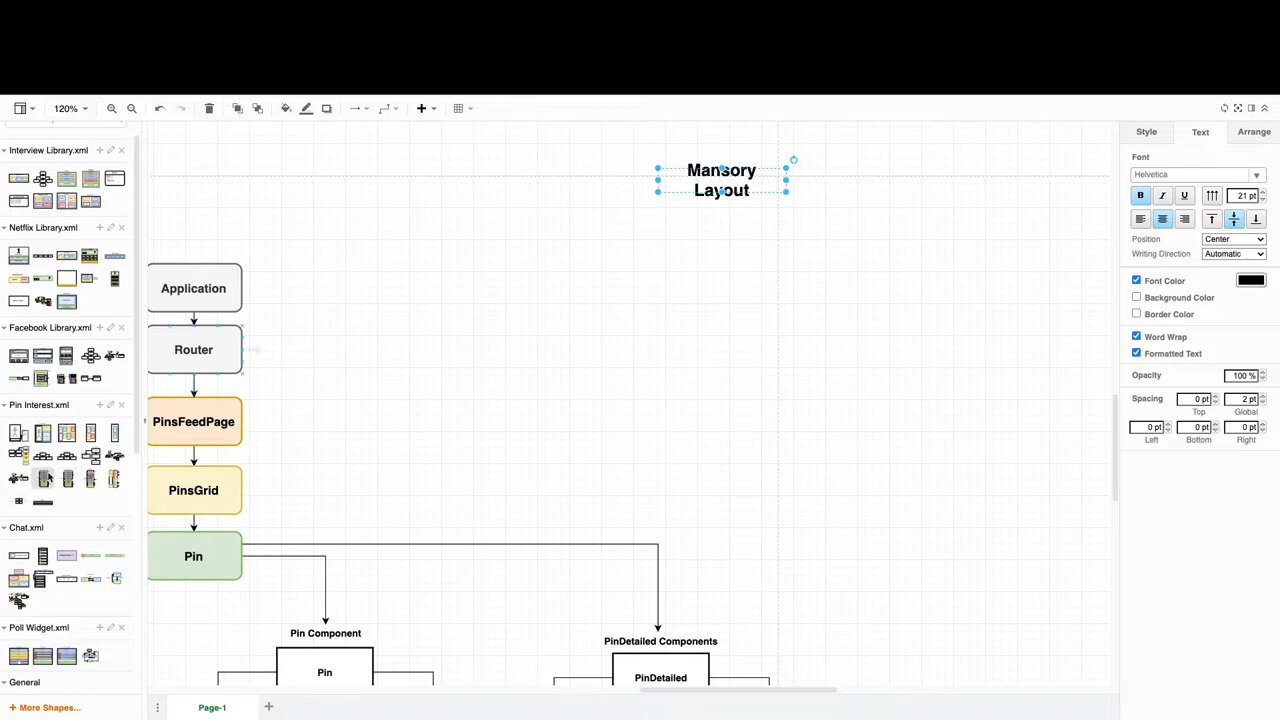 120%
Interview Library.xml
Netflix Library.xml
Facebook Library.xml
Pin Interest.xml
Chat.xml
Poll Widget.xml
General
More Shapes...
Mansory
Layout
Application
Router
PinsFeedPage
PinsGrid
Pin
Pin Component
Pin
PinDetailed Components
PinDetailed
Page-1
Style
Text
Arrange
Font
Helvetica
B I U 21 pt
Position Center
Writing Direction Automatic
Font Color
Background Color
Border Color
Word Wrap
Formatted Text
Opacity 100 %
Spacing 0 pt 2 pt
Top Global
0 pt 0 pt 0 pt
Left Bottom Right